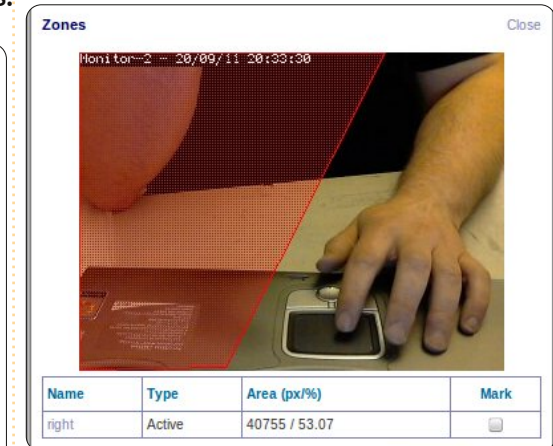 Zones
Close
Monitor-2 - 20/09/11 20:33:30
Name Type Area (px/%) Mark
right Active 40755 / 53.07